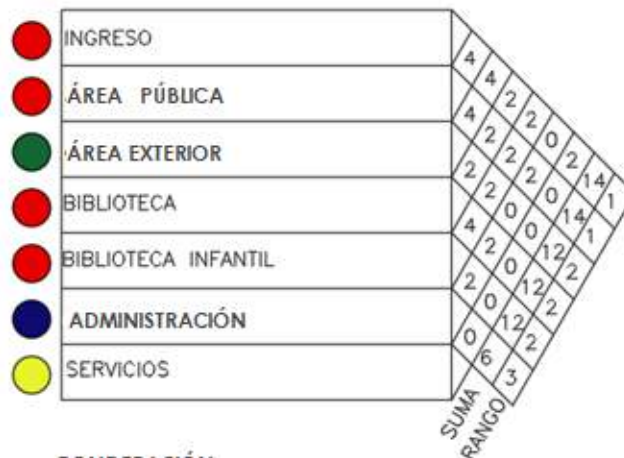 INGRESO
ÁREA PÚBLICA
ÁREA EXTERIOR
BIBLIOTECA
BIBLIOTECA INFANTIL
ADMINISTRACIÓN
SERVICIOS
4 4 2 2 0 2 14 1
4 2 2 2 0 14 1
2 2 0 0 12 2
4 2 0 12 2
2 0 12 2
0 6 3
SUMA
RANGO